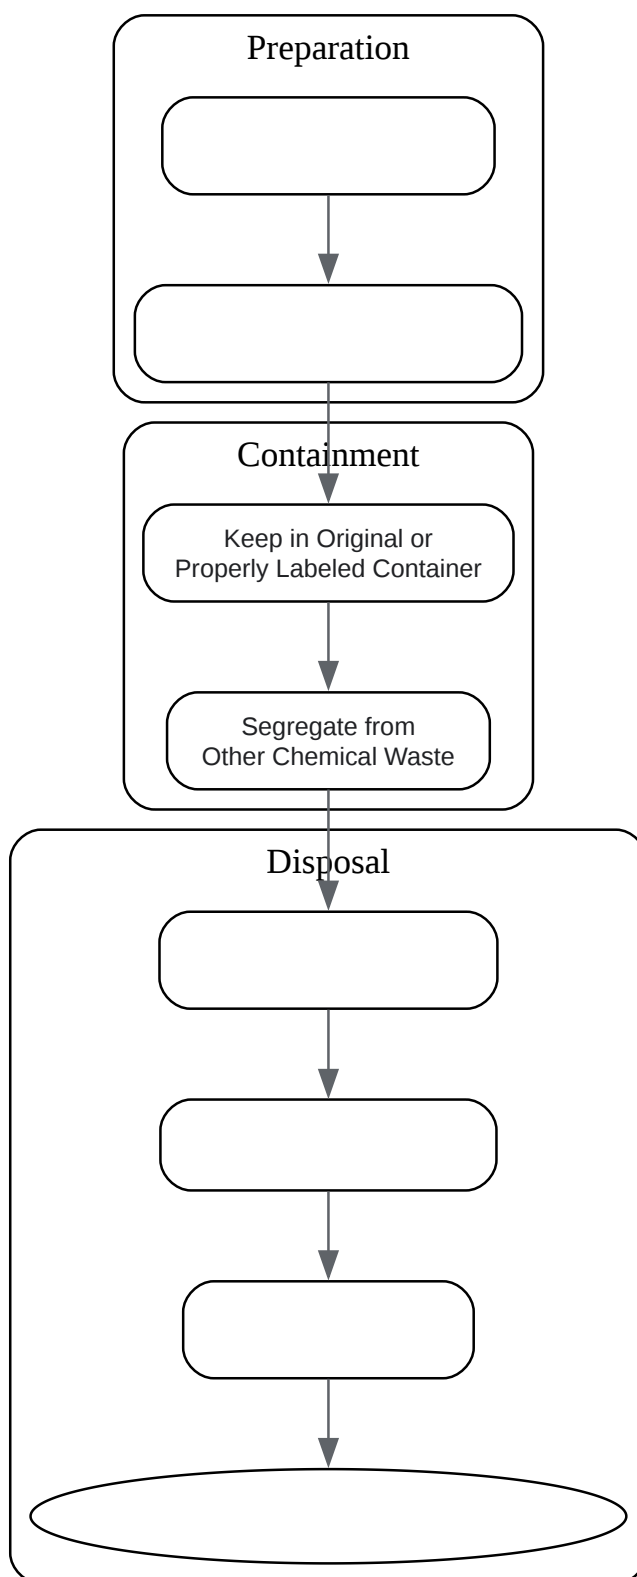 Preparation
Containment
Keep in Original or
Properly Labeled Container
Segregate from
Other Chemical Waste
Disposal